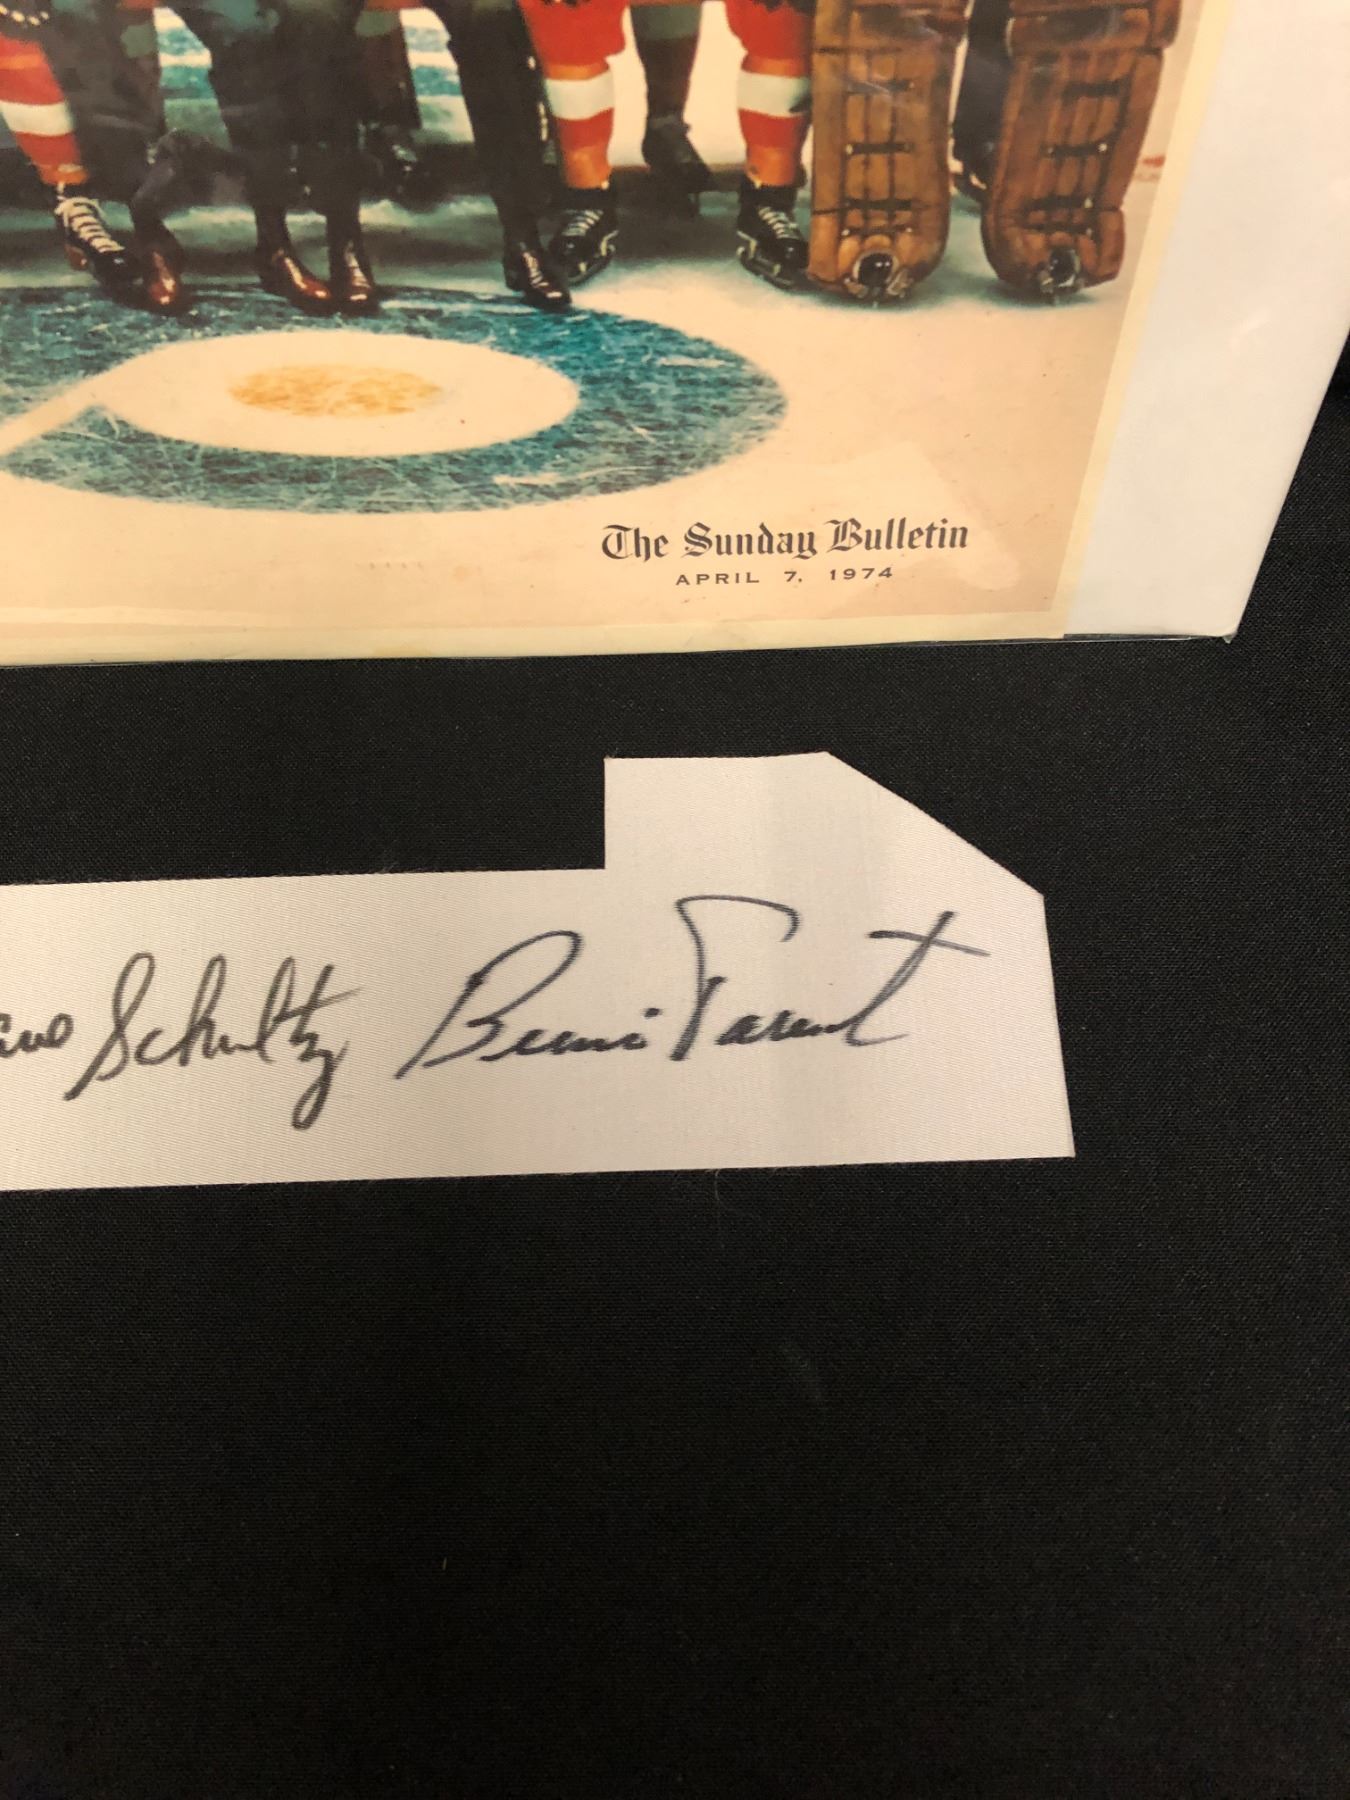 The Sunday Bulletin
APRIL 7, 1974
Schultz Bernie Parent